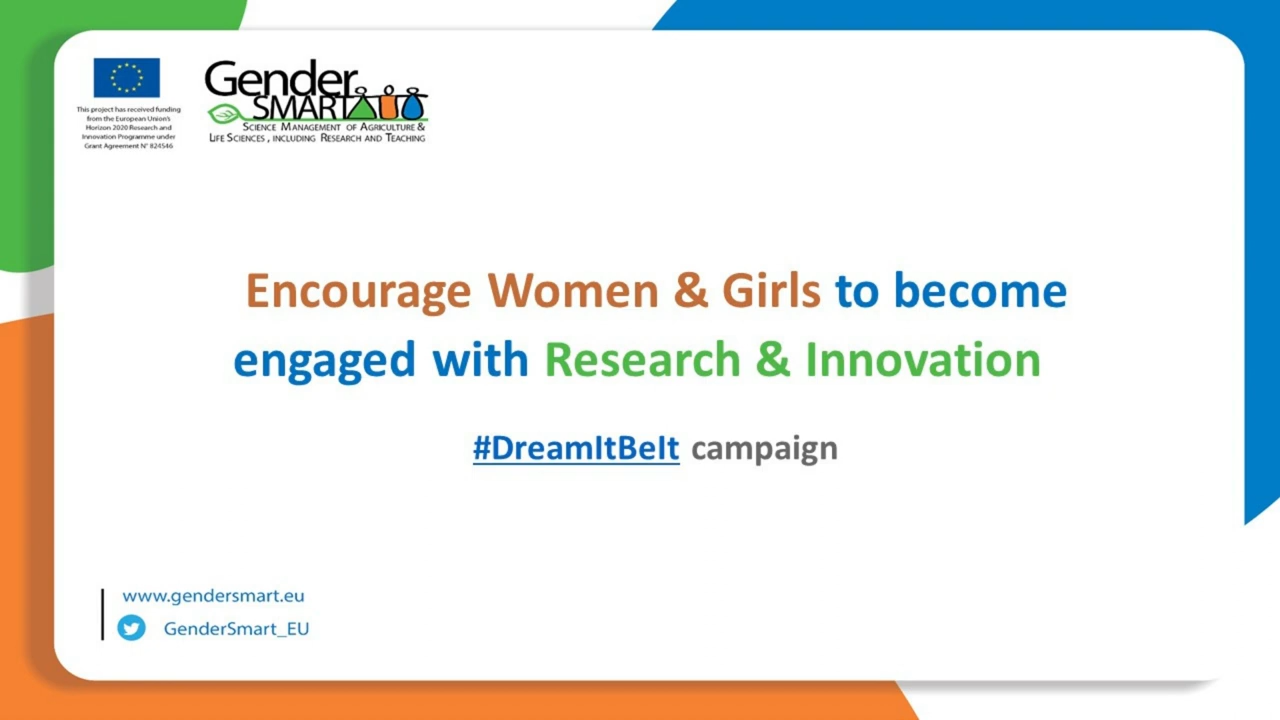 This project has received funding
from the European Union's
Horizon 2020 Research and
Innovation Programme under
Grant Agreement N° 824546
Gender
SMART
SCIENCE MANAGEMENT OF AGRICULTURE &
LIFE SCIENCES, INCLUDING RESEARCH AND TEACHING
Encourage Women & Girls to become
engaged with Research & Innovation
#DreamItBeIt campaign
www.gendersmart.eu
GenderSmart_EU